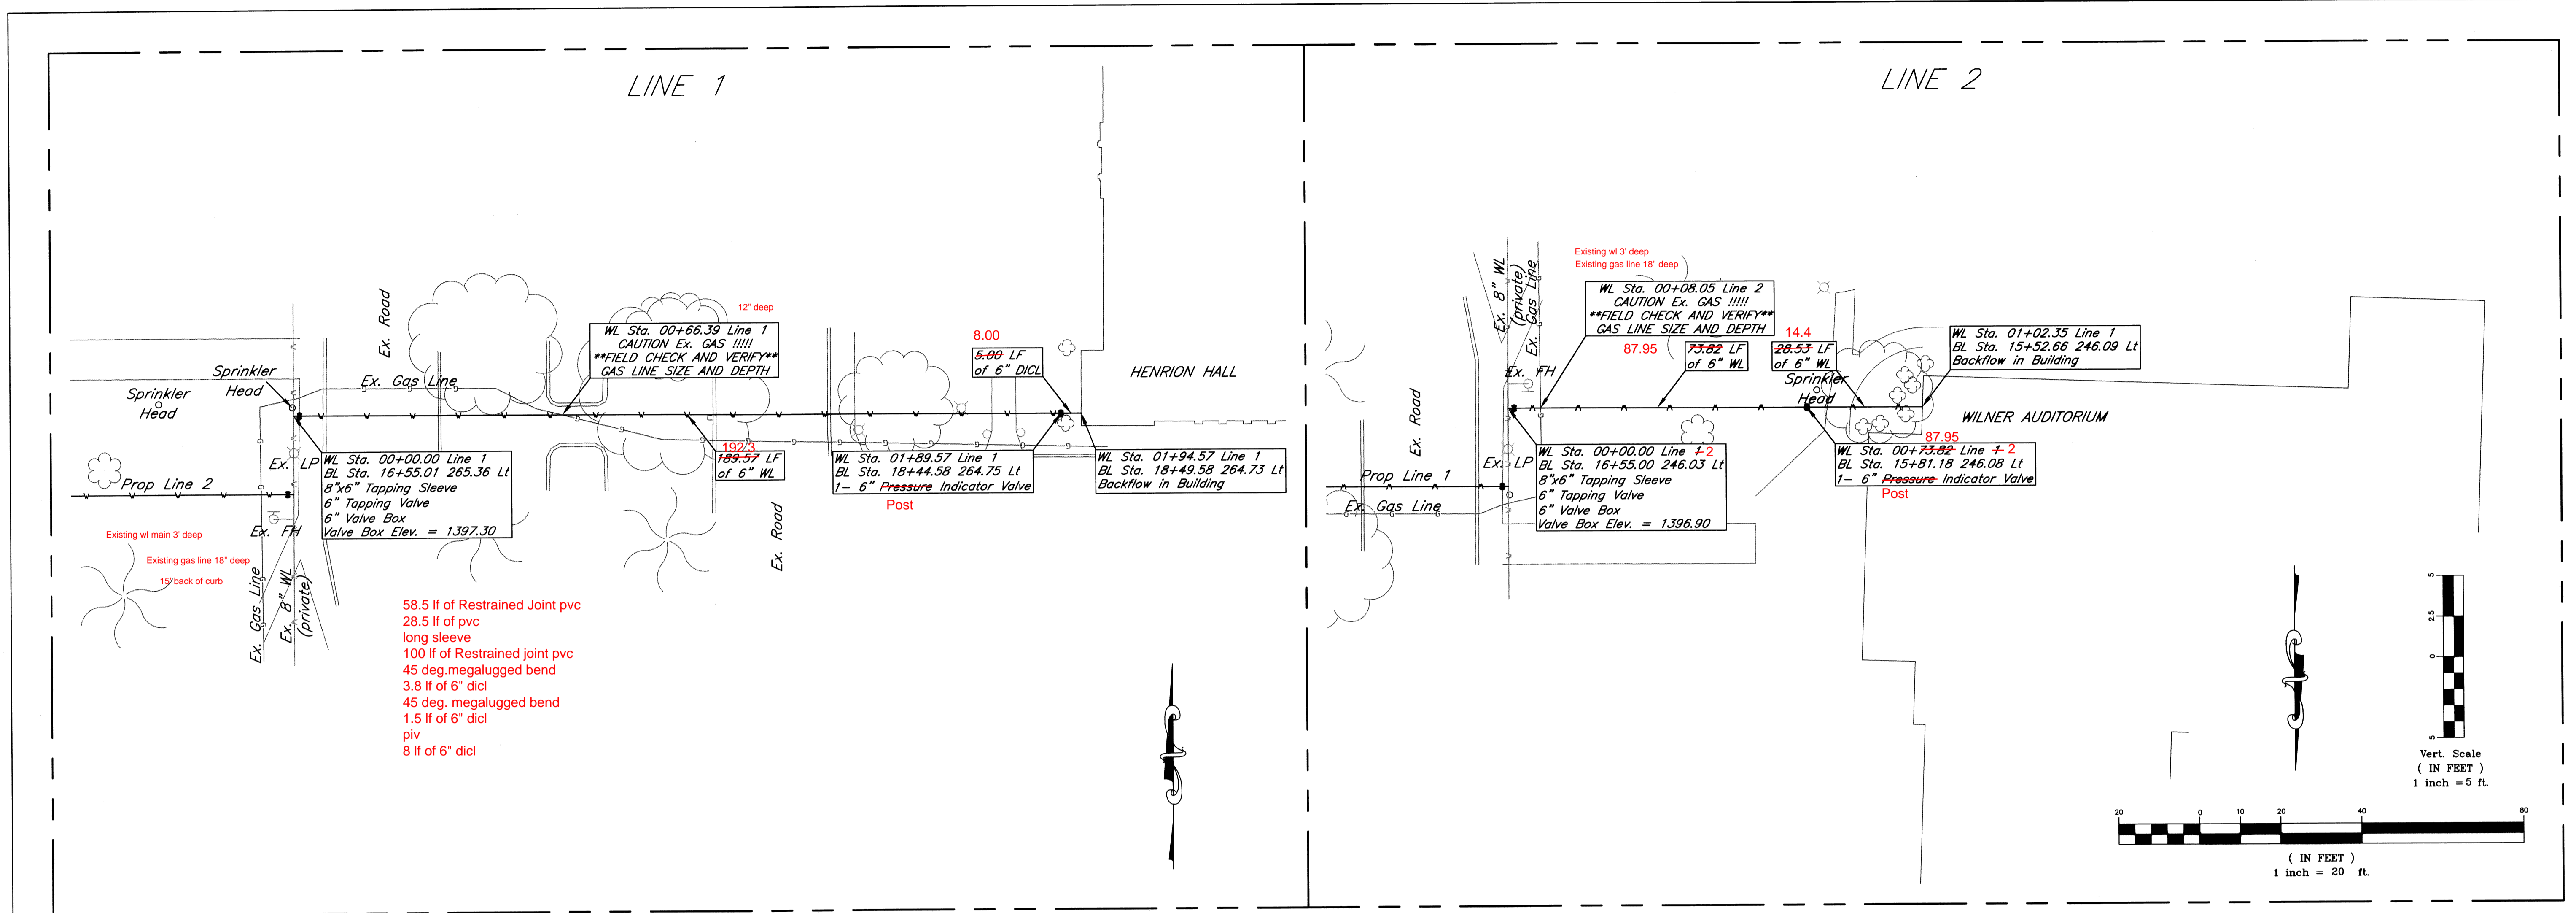 LINE 1
12" deep
WL Sta. 00+66.39 Line 1
CAUTION Ex. GAS !!!!!
**FIELD CHECK AND VERIFY**
GAS LINE SIZE AND DEPTH
8.00
5.00 LF
of 6" DICL
HENRION HALL
Ex. Road
Sprinkler
Head
Sprinkler
Head
Ex. Gas Line
192.3
189.57 LF
of 6" WL
Ex. LP
WL Sta. 00+00.00 Line 1
BL Sta. 16+55.01 265.36 Lt
8"x6" Tapping Sleeve
6" Tapping Valve
6" Valve Box
Valve Box Elev. = 1397.30
WL Sta. 01+89.57 Line 1
BL Sta. 18+44.58 264.75 Lt
1- 6" Pressure Indicator Valve
Post
WL Sta. 01+94.57 Line 1
BL Sta. 18+49.58 264.73 Lt
Backflow in Building
Prop Line 2
Ex. FH
Ex. Road
Existing wl main 3' deep
Existing gas line 18" deep
15' back of curb
Ex. Gas Line
Ex. 8" WL
(private)
58.5 lf of Restrained Joint pvc
28.5 lf of pvc
long sleeve
100 lf of Restrained joint pvc
45 deg.megalugged bend
3.8 lf of 6" dicl
45 deg. megalugged bend
1.5 lf of 6" dicl
piv
8 lf of 6" dicl
LINE 2
Existing wl 3' deep
Existing gas line 18" deep
Ex. 8" WL
(private)
Ex. Gas Line
WL Sta. 00+08.05 Line 2
CAUTION Ex. GAS !!!!!
**FIELD CHECK AND VERIFY**
GAS LINE SIZE AND DEPTH
87.95
73.82 LF
of 6" WL
14.4
28.53 LF
of 6" WL
WL Sta. 01+02.35 Line 1
BL Sta. 15+52.66 246.09 Lt
Backflow in Building
Ex. FH
Sprinkler
Head
Ex. Road
WILNER AUDITORIUM
Ex. LP
WL Sta. 00+00.00 Line 1 2
BL Sta. 16+55.00 246.03 Lt
8"x6" Tapping Sleeve
6" Tapping Valve
6" Valve Box
Valve Box Elev. = 1396.90
87.95
WL Sta. 00+73.82 Line 1 2
BL Sta. 15+81.18 246.08 Lt
1- 6" Pressure Indicator Valve
Post
Prop Line 1
Ex. Gas Line
5
2.5
0
5
Vert. Scale
( IN FEET )
1 inch = 5 ft.
20 0 10 20 40 80
( IN FEET )
1 inch = 20 ft.